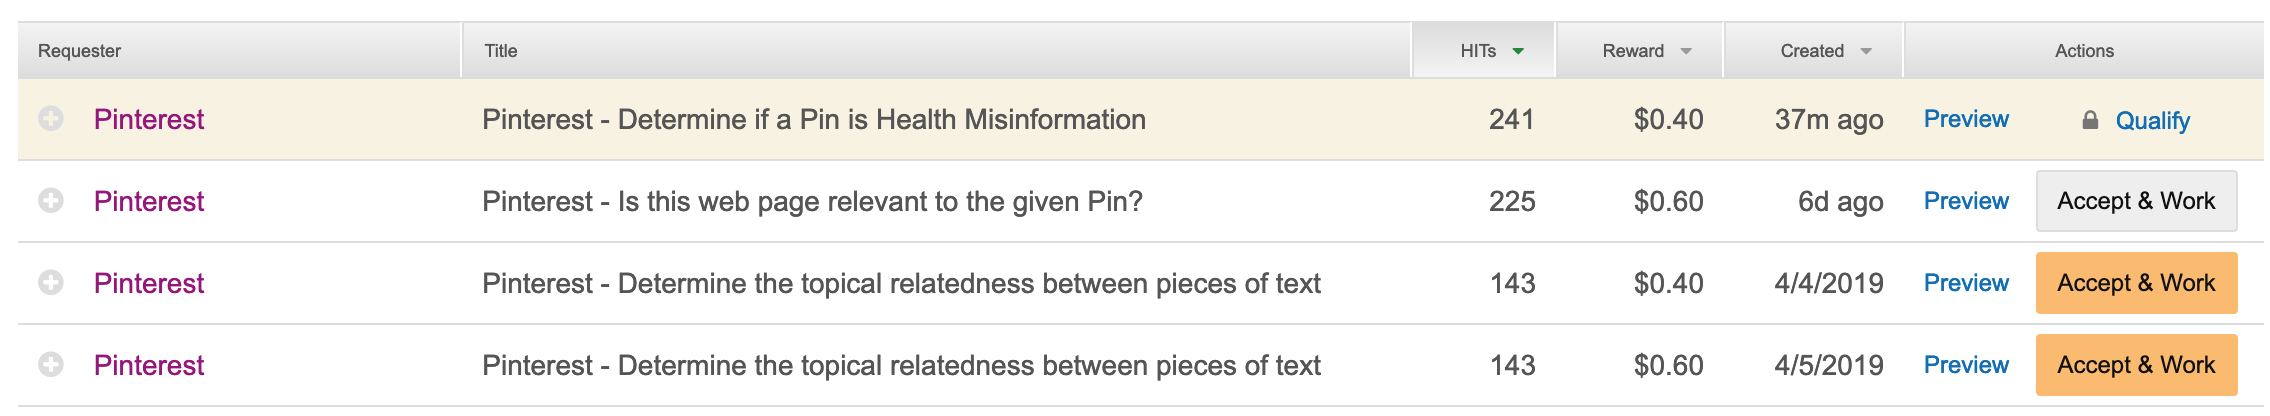 Requester Title HITs Reward Created Actions
Pinterest Pinterest - Determine if a Pin is Health Misinformation 241 $0.40 37m ago Preview Qualify
Pinterest Pinterest - Is this web page relevant to the given Pin? 225 $0.60 6d ago Preview Accept & Work
Pinterest Pinterest - Determine the topical relatedness between pieces of text 143 $0.40 4/4/2019 Preview Accept & Work
Pinterest Pinterest - Determine the topical relatedness between pieces of text 143 $0.60 4/5/2019 Preview Accept & Work